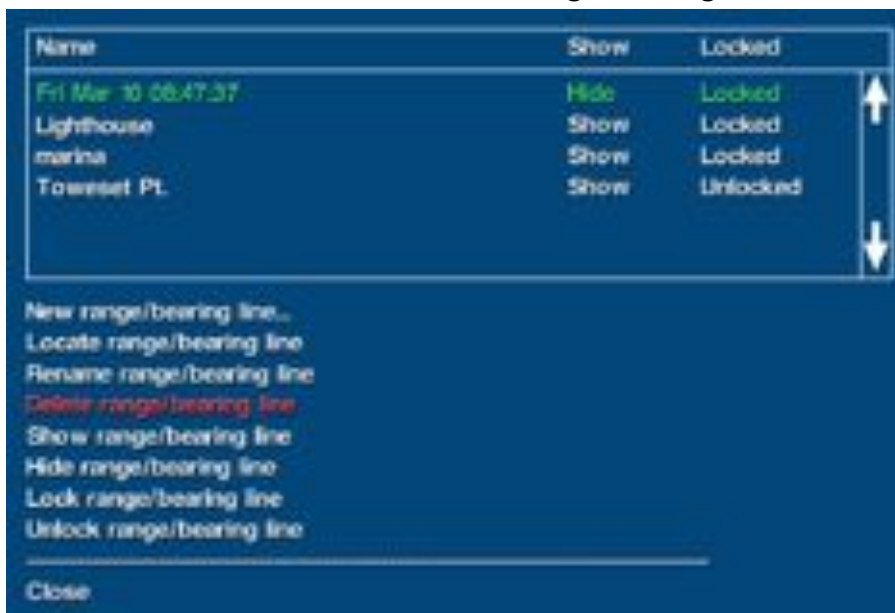 Name Show Locked
Fri Mar 10 08:47:37 Hide Locked
Lighthouse Show Locked
marina Show Locked
Toweset Pt. Show Unlocked
New range/bearing line...
Locate range/bearing line
Rename range/bearing line
Delete range/bearing line
Show range/bearing line
Hide range/bearing line
Lock range/bearing line
Unlock range/bearing line
Close